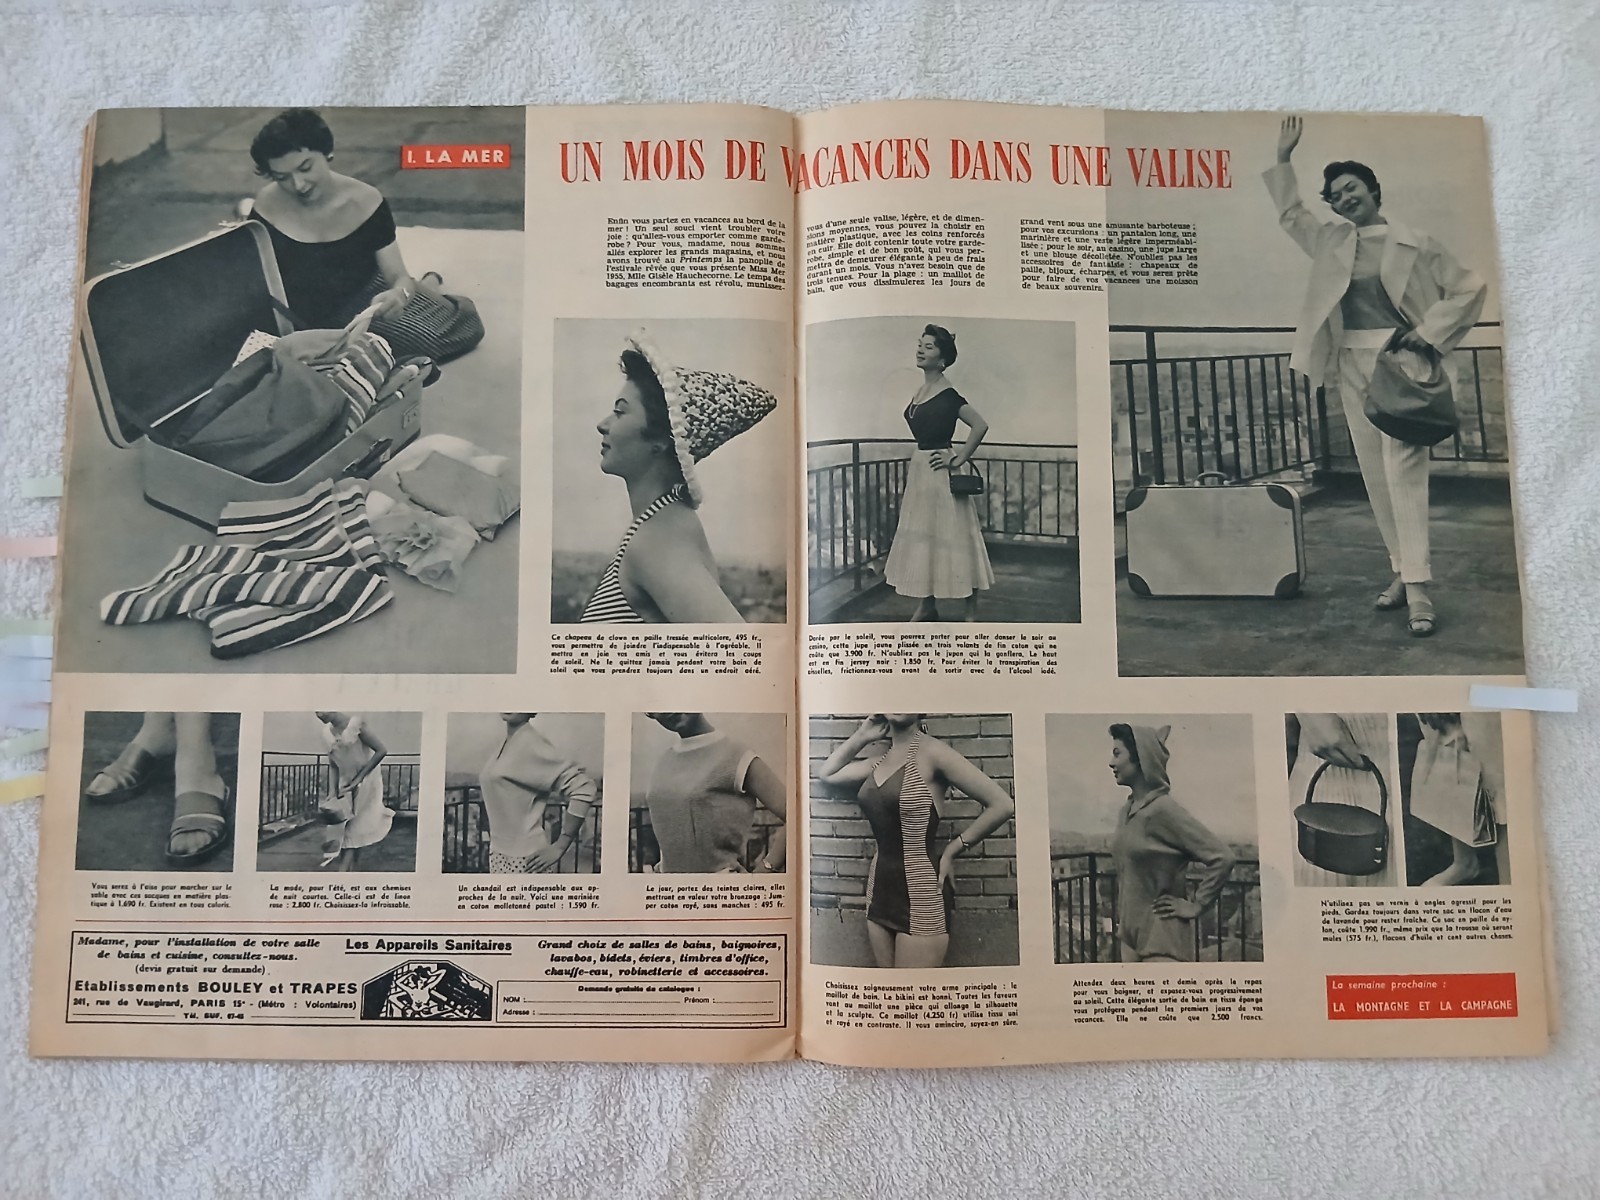 I. LA MER
UN MOIS DE VACANCES DANS UNE VALISE
Enfin vous partez en vacances au bord de la
mer ! Un seul souci vient troubler votre
joie : qu'allez-vous emporter comme garde-
robe ? Pour vous, madame, nous sommes
allés explorer les grands magasins, et nous
avons trouvé au Printemps la panoplie de
l'estivale rêvée que vous présente Miss Mer
1955, Mlle Gisèle Hauchecorne. Le temps des
bagages encombrants est révolu, munissez-
vous d'une seule valise, légère, et de dimen-
sions moyennes, vous pouvez la choisir en
matière plastique, avec les coins renforcés
en cuir. Elle doit contenir toute votre garde-
robe, simple et de bon goût, qui vous per-
mettra de demeurer élégante à peu de frais
durant un mois. Vous n'avez besoin que de
trois tenues. Pour la plage : un maillot de
bain, que vous dissimulerez les jours de
grand vent sous une amusante barboteuse ;
pour vos excursions : un pantalon long, une
marinière et une veste légère imperméabi-
lisée ; pour le soir, au casino, une jupe large
et une blouse décolletée. N'oubliez pas les
accessoires de fantaisie : chapeaux de
paille, bijoux, écharpes, et vous serez prête
pour faire de vos vacances une moisson
de beaux souvenirs.
Ce chapeau de clown en paille tressée multicolore, 495 fr.,
vous permettra de joindre l'indispensable à l'agréable. Il
mettra en joie vos amis et vous évitera les coups
de soleil. Ne le quittez jamais pendant votre bain de
soleil que vous prendrez toujours dans un endroit aéré.
Dorée par le soleil, vous pourrez porter pour aller danser le soir au
casino, cette jupe jaune plissée en trois volants de fin coton qui ne
coûte que 3.900 fr. N'oubliez pas le jupon qui la gonflera. Le haut
est en fin jersey noir : 1.850 fr. Pour éviter la transpiration des
aisselles, frictionnez-vous avant de sortir avec de l'alcool iodé.
Vous serez à l'aise pour marcher sur le
sable avec ces socques en matière plas-
tique à 1.690 fr. Existent en tous coloris.
La mode, pour l'été, est aux chemises
de nuit courtes. Celle-ci est de linon
rose : 2.800 fr. Choisissez-la infroissable.
Un chandail est indispensable aux ap-
proches de la nuit. Voici une marinière
en coton molletonné pastel : 1.590 fr.
Le jour, portez des teintes claires, elles
mettront en valeur votre bronzage : Jum-
per coton rayé, sans manches : 495 fr.
Choisissez soigneusement votre arme principale : le
maillot de bain. Le bikini est banni. Toutes les faveurs
vont au maillot une pièce qui allonge la silhouette
et la sculpte. Ce maillot (4.250 fr) utilise tissu uni
et rayé en contraste. Il vous amincira, soyez-en sûre.
Attendez deux heures et demie après le repas
pour vous baigner, et exposez-vous progressivement
au soleil. Cette élégante sortie de bain en tissu éponge
vous protégera pendant les premiers jours de vos
vacances. Elle ne coûte que 2.500 francs.
N'utilisez pas un vernis à ongles agressif pour les
pieds. Gardez toujours dans votre sac un flacon d'eau
de lavande pour rester fraîche. Ce sac en paille de ny-
lon, coûte 1.990 fr., même prix que la trousse où seront
mules (575 fr.), flacons d'huile et cent autres choses.
La semaine prochaine :
LA MONTAGNE ET LA CAMPAGNE
Madame, pour l'installation de votre salle
de bains et cuisine, consultez-nous.
(devis gratuit sur demande).
Etablissements BOULEY et TRAPES
241, rue de Vaugirard, PARIS 15e - (Métro : Volontaires)
Tél. SUF. 67-45
Les Appareils Sanitaires
Grand choix de salles de bains, baignoires,
lavabos, bidets, éviers, timbres d'office,
chauffe-eau, robinetterie et accessoires.
Demande gratuite de catalogue :
NOM : Prénom :
Adresse :